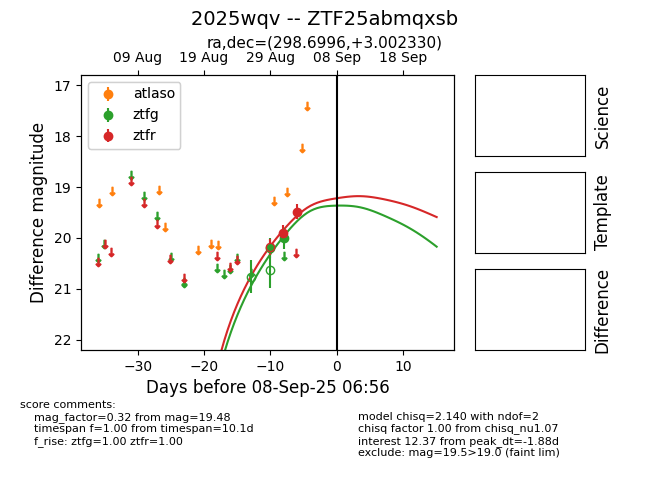 2025wqv -- ZTF25abmqxsb
ra,dec=(298.6996,+3.002330)
09 Aug 19 Aug 29 Aug 08 Sep 18 Sep
atlaso
ztfg
ztfr
17
18
19
20
21
22
Difference magnitude
−30 −20 −10 0 10
Days before 08-Sep-25 06:56
Science
Template
Difference
score comments:
mag_factor=0.32 from mag=19.48
timespan f=1.00 from timespan=10.1d
f_rise: ztfg=1.00 ztfr=1.00
model chisq=2.140 with ndof=2
chisq factor 1.00 from chisq_nu1.07
interest 12.37 from peak_dt=-1.88d
exclude: mag=19.5>19.0 (faint lim)